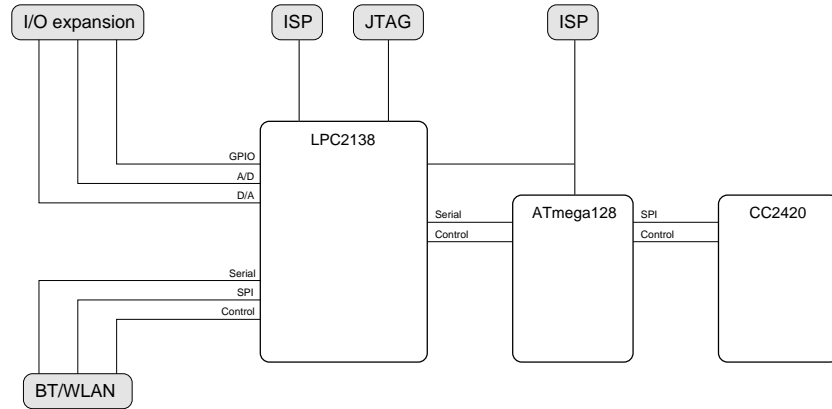 I/O expansion
ISP
JTAG
ISP
LPC2138
GPIO
A/D
D/A
Serial
Control
ATmega128
SPI
Control
CC2420
Serial
SPI
Control
BT/WLAN